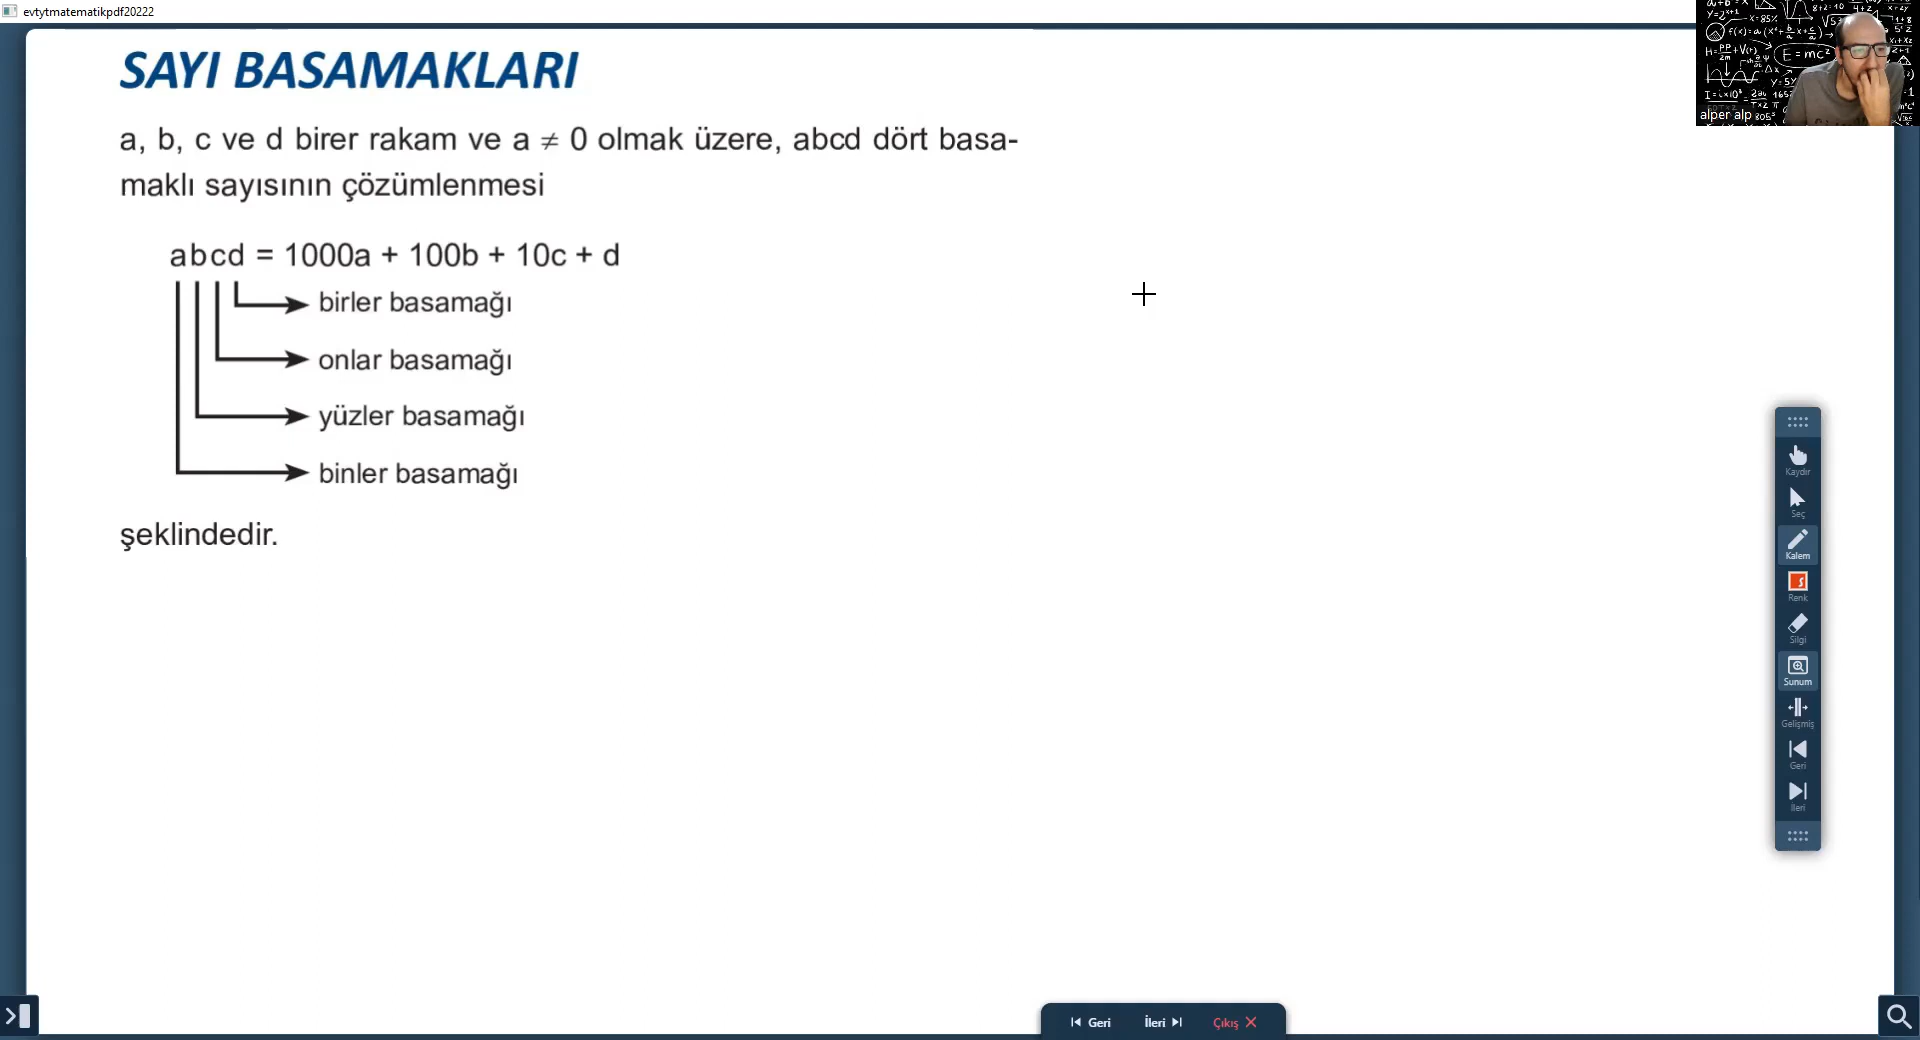 evtytmatematikpdf20222
SAYI BASAMAKLARI
a, b, c ve d birer rakam ve a ≠ 0 olmak üzere, abcd dört basa-
maklı sayısının çözümlenmesi
abcd = 1000a + 100b + 10c + d
birler basamağı
onlar basamağı
yüzler basamağı
binler basamağı
şeklindedir.
E = mc²
alper alp
Kaydır
Seç
Kalem
Renk
Silgi
Sunum
Gelişmiş
Geri
İleri
Geri İleri Çıkış